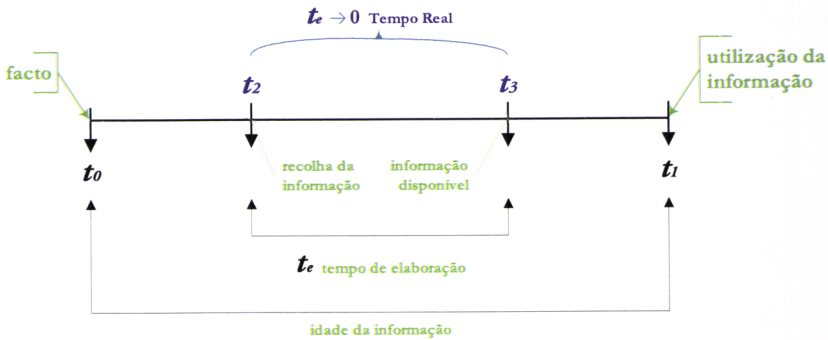 te → 0 Tempo Real
facto
utilização da
informação
t2
t3
t0
recolha da
informação
informação
disponível
t1
te tempo de elaboração
idade da informação